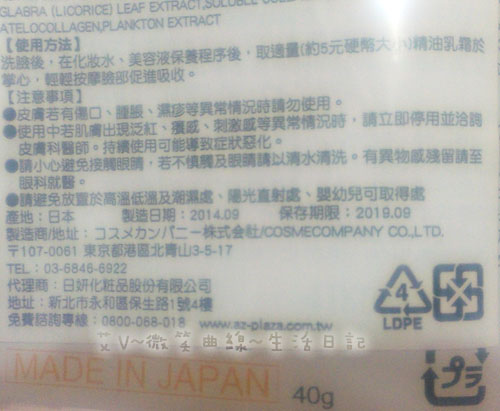 GLABRA (LICORICE) LEAF EXTRACT,SOLUBLE
ATELOCOLLAGEN,PLANKTON EXTRACT
【使用方法】
洗臉後，在化妝水、美容液保養程序後，取適量(約5元硬幣大小)精油乳霜於
掌心，輕輕按摩臉部促進吸收。
【注意事項】
●皮膚若有傷口、腫脹、濕疹等異常情況時請勿使用。
●使用中若肌膚出現泛紅、癢感、刺激感等異常情況時，請立即停用並洽詢
皮膚科醫師。持續使用可能導致症狀惡化。
●請小心避免接觸眼睛，若不慎觸及眼睛請以清水清洗。有異物感殘留請至
眼科就醫。
●請避免放置於高溫低溫及潮濕處、陽光直射處、嬰幼兒可取得處
產地：日本 製造日期：2014.09 保存期限：2019.09
製造商/地址：コスメカンパニー株式会社/COSMECOMPANY CO.,LTD.
〒107-0061 東京都港區北青山3-5-17
TEL：03-6846-6922
代理商：日妍化粧品股份有限公司
地址：新北市永和區保生路1號4樓
免費諮詢專線：0800-068-018 www.az-plaza.com.tw
艾V~微笙曲線~生活日記
4
LDPE
MADE IN JAPAN
40g
プラ